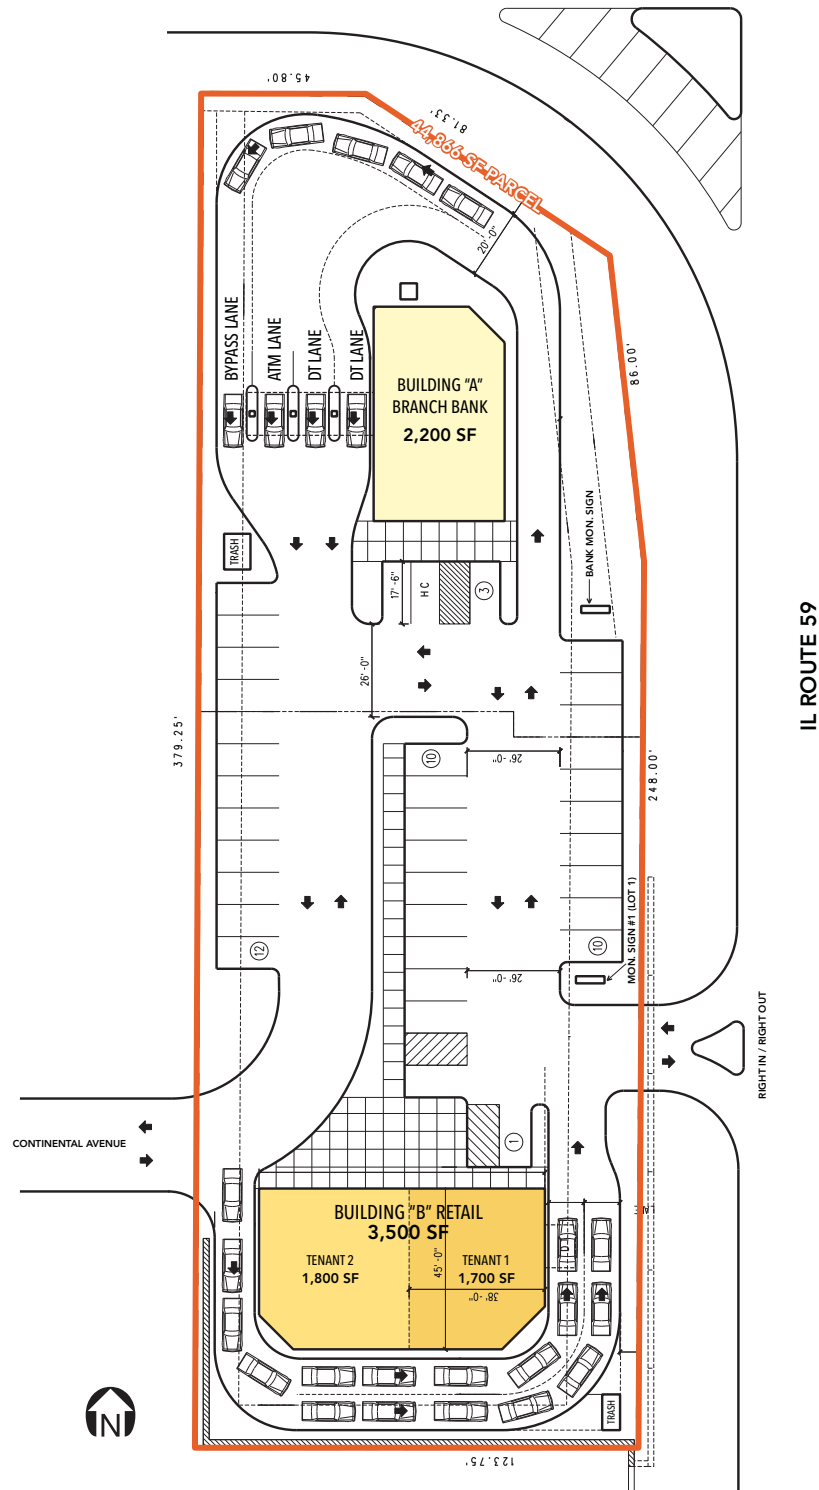 45.80'
81.33'
44,866 SF PARCEL
20'-0"
BYPASS LANE
ATM LANE
DT LANE
DT LANE
BUILDING "A"
BRANCH BANK
2,200 SF
86.00'
BANK MON. SIGN
TRASH
17'-6"
HC
3
26'-0"
IL ROUTE 59
379.25'
10
26'-0"
248.00'
12
10
MON. SIGN #1 (LOT 1)
26'-0"
RIGHT IN / RIGHT OUT
CONTINENTAL AVENUE
1
BUILDING "B" RETAIL
3,500 SF
TENANT 2
1,800 SF
TENANT 1
1,700 SF
45'-0"
38'-0"
TRASH
N
123.75'